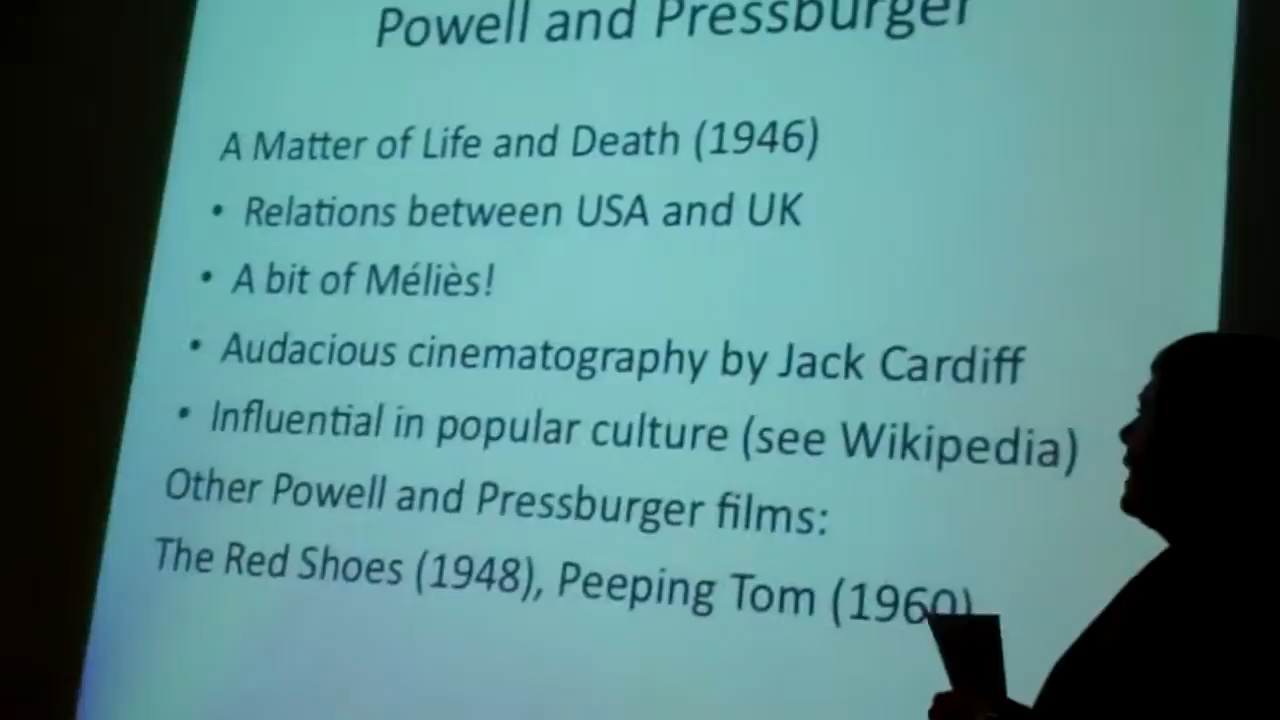 Powell and Pressburger
A Matter of Life and Death (1946)
• Relations between USA and UK
• A bit of Méliès!
• Audacious cinematography by Jack Cardiff
• Influential in popular culture (see Wikipedia)
Other Powell and Pressburger films:
The Red Shoes (1948), Peeping Tom (1960)